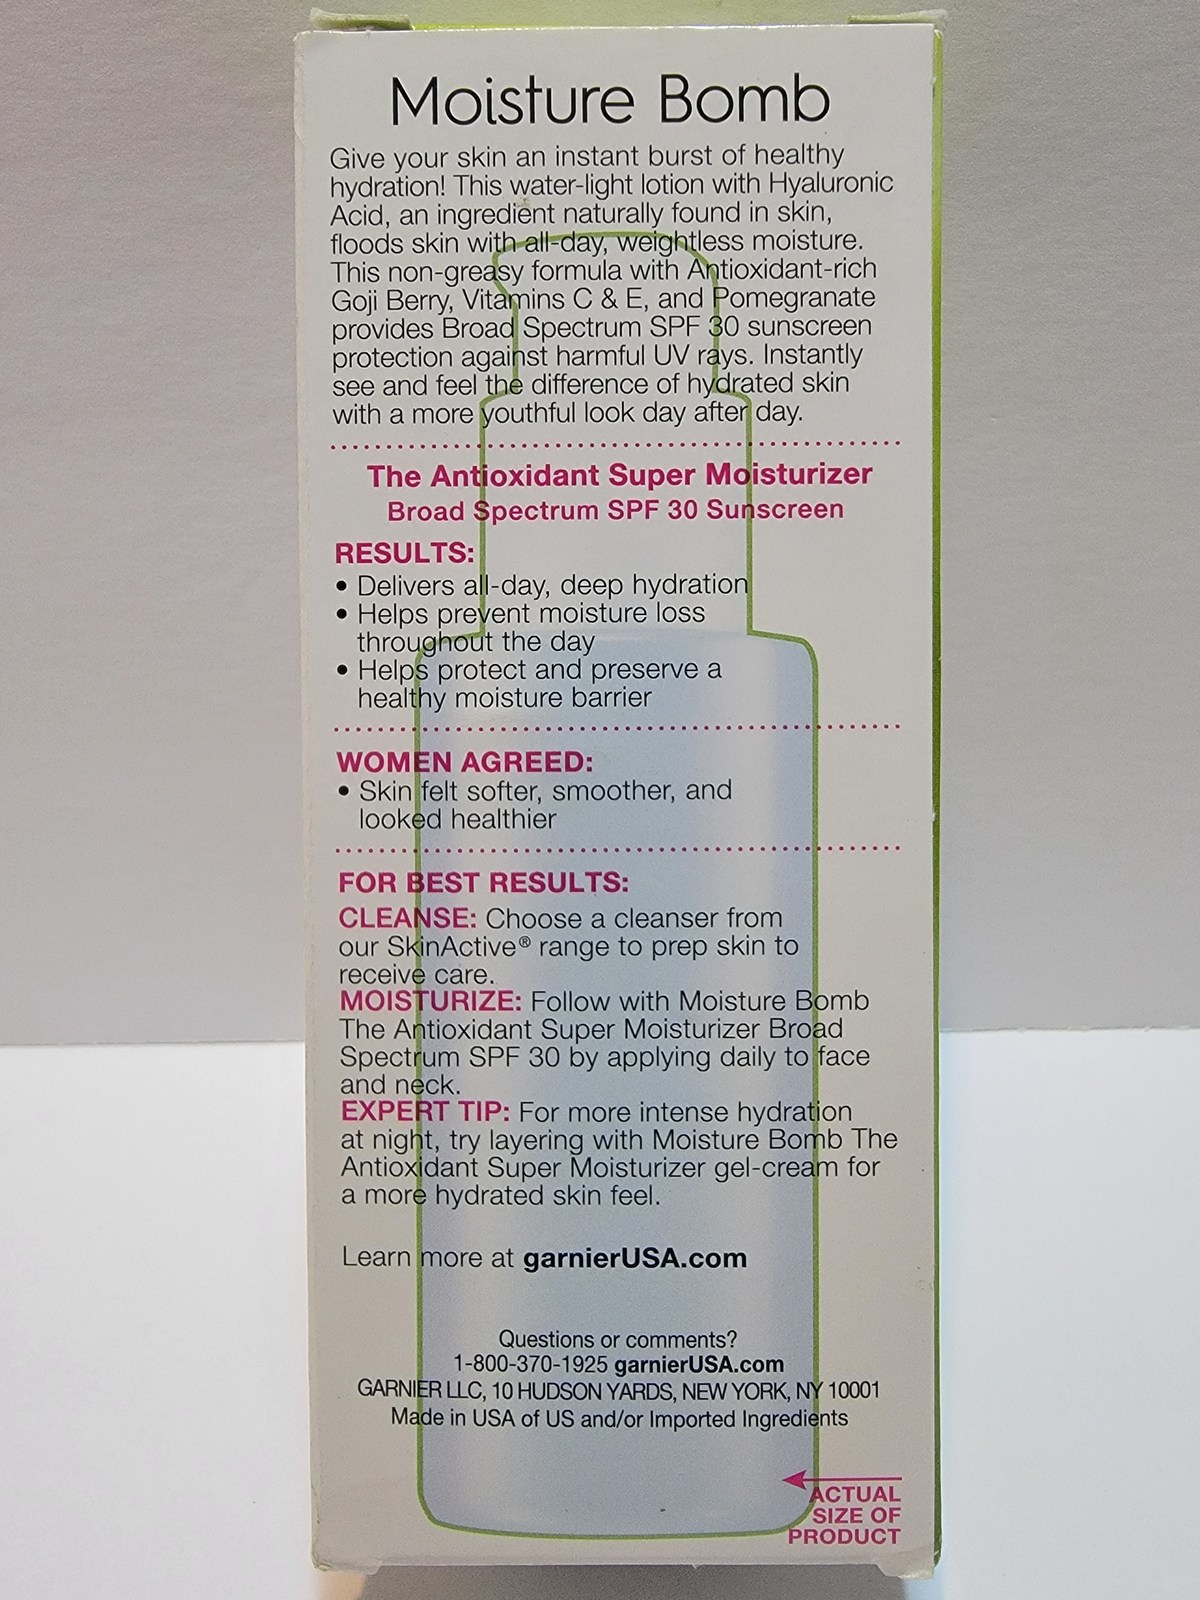 Moisture Bomb
Give your skin an instant burst of healthy
hydration! This water-light lotion with Hyaluronic
Acid, an ingredient naturally found in skin,
floods skin with all-day, weightless moisture.
This non-greasy formula with Antioxidant-rich
Goji Berry, Vitamins C & E, and Pomegranate
provides Broad Spectrum SPF 30 sunscreen
protection against harmful UV rays. Instantly
see and feel the difference of hydrated skin
with a more youthful look day after day.
The Antioxidant Super Moisturizer
Broad Spectrum SPF 30 Sunscreen
RESULTS:
• Delivers all-day, deep hydration
• Helps prevent moisture loss
throughout the day
• Helps protect and preserve a
healthy moisture barrier
WOMEN AGREED:
• Skin felt softer, smoother, and
looked healthier
FOR BEST RESULTS:
CLEANSE: Choose a cleanser from
our SkinActive® range to prep skin to
receive care.
MOISTURIZE: Follow with Moisture Bomb
The Antioxidant Super Moisturizer Broad
Spectrum SPF 30 by applying daily to face
and neck.
EXPERT TIP: For more intense hydration
at night, try layering with Moisture Bomb The
Antioxidant Super Moisturizer gel-cream for
a more hydrated skin feel.
Learn more at garnierUSA.com
Questions or comments?
1-800-370-1925 garnierUSA.com
GARNIER LLC, 10 HUDSON YARDS, NEW YORK, NY 10001
Made in USA of US and/or Imported Ingredients
ACTUAL
SIZE OF
PRODUCT